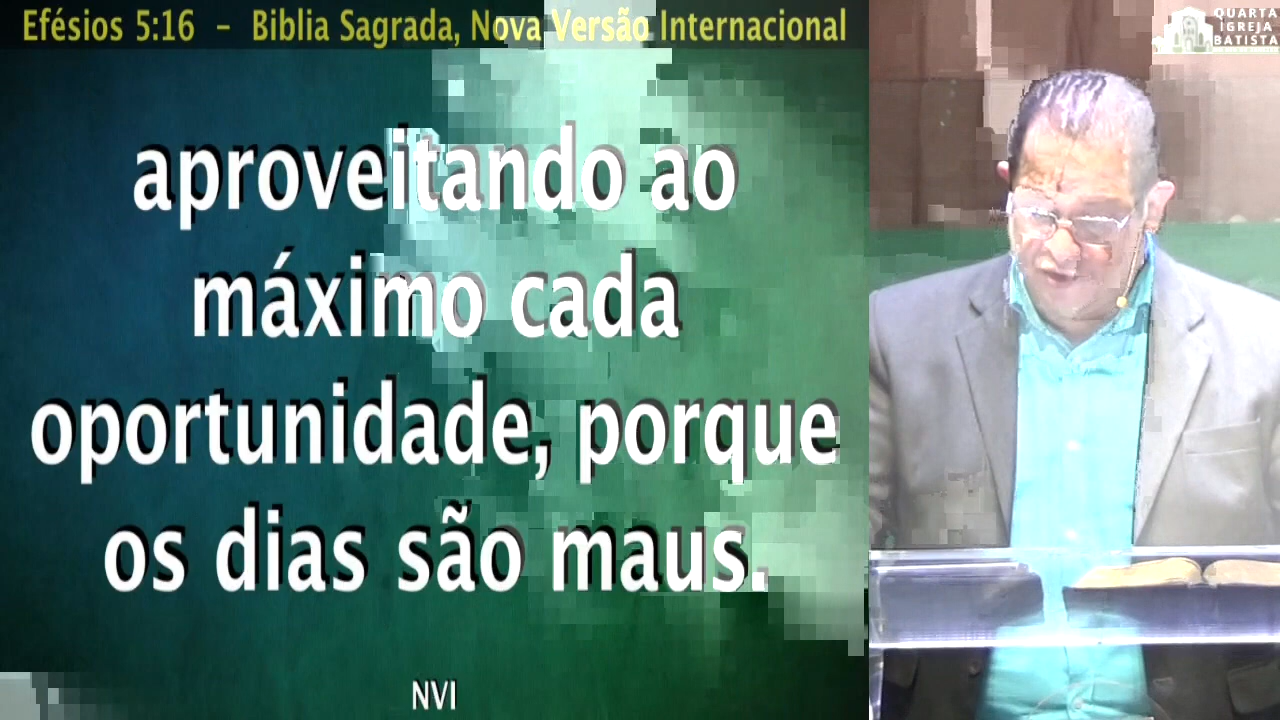 Efésios 5:16 – Biblia Sagrada, Nova Versão Internacional
aproveitando ao
máximo cada
oportunidade, porque
os dias são maus.
NVI
QUARTA
IGREJA
BATISTA